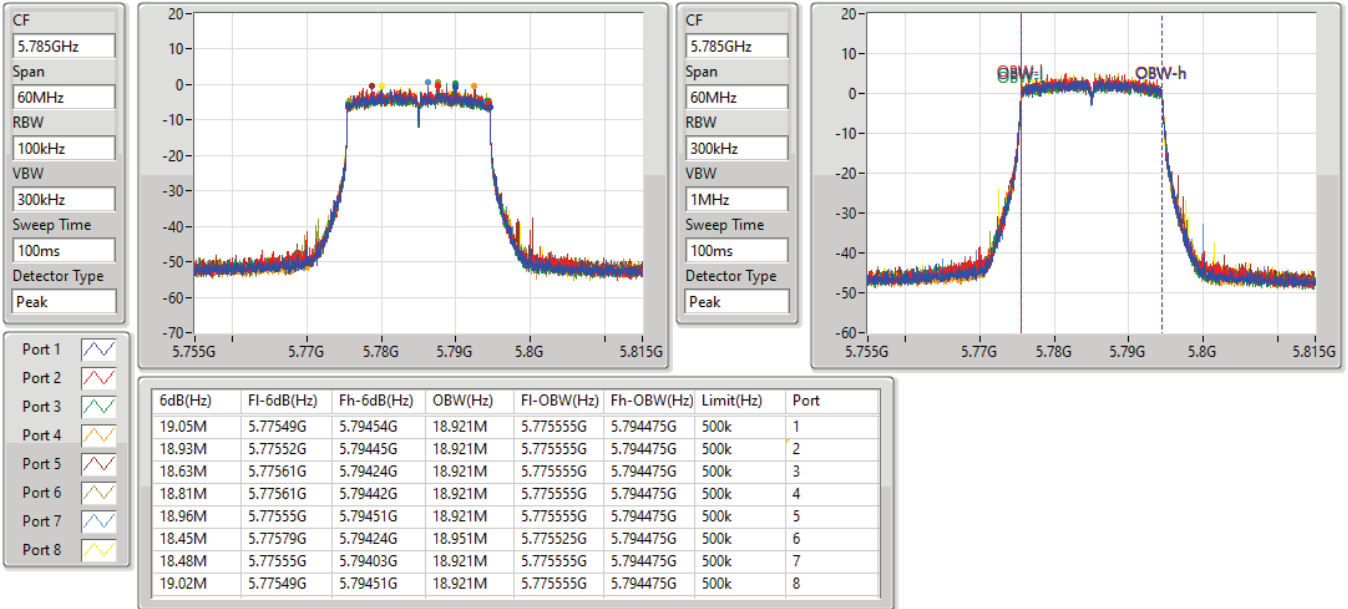 CF
5.785GHz
Span
60MHz
RBW
100kHz
VBW
300kHz
Sweep Time
100ms
Detector Type
Peak
20
10
0
-10
-20
-30
-40
-50
-60
-70
5.755G 5.77G 5.78G 5.79G 5.8G 5.815G
CF
5.785GHz
Span
60MHz
RBW
300kHz
VBW
1MHz
Sweep Time
100ms
Detector Type
Peak
20
10
0
-10
-20
-30
-40
-50
-60
OBW-l OBW-h
5.755G 5.77G 5.78G 5.79G 5.8G 5.815G
Port 1
Port 2
Port 3
Port 4
Port 5
Port 6
Port 7
Port 8
6dB(Hz) Fl-6dB(Hz) Fh-6dB(Hz) OBW(Hz) Fl-OBW(Hz) Fh-OBW(Hz) Limit(Hz) Port
19.05M 5.77549G 5.79454G 18.921M 5.775555G 5.794475G 500k 1
18.93M 5.77552G 5.79445G 18.921M 5.775555G 5.794475G 500k 2
18.63M 5.77561G 5.79424G 18.921M 5.775555G 5.794475G 500k 3
18.81M 5.77561G 5.79442G 18.921M 5.775555G 5.794475G 500k 4
18.96M 5.77555G 5.79451G 18.921M 5.775555G 5.794475G 500k 5
18.45M 5.77579G 5.79424G 18.951M 5.775525G 5.794475G 500k 6
18.48M 5.77555G 5.79403G 18.921M 5.775555G 5.794475G 500k 7
19.02M 5.77549G 5.79451G 18.921M 5.775555G 5.794475G 500k 8